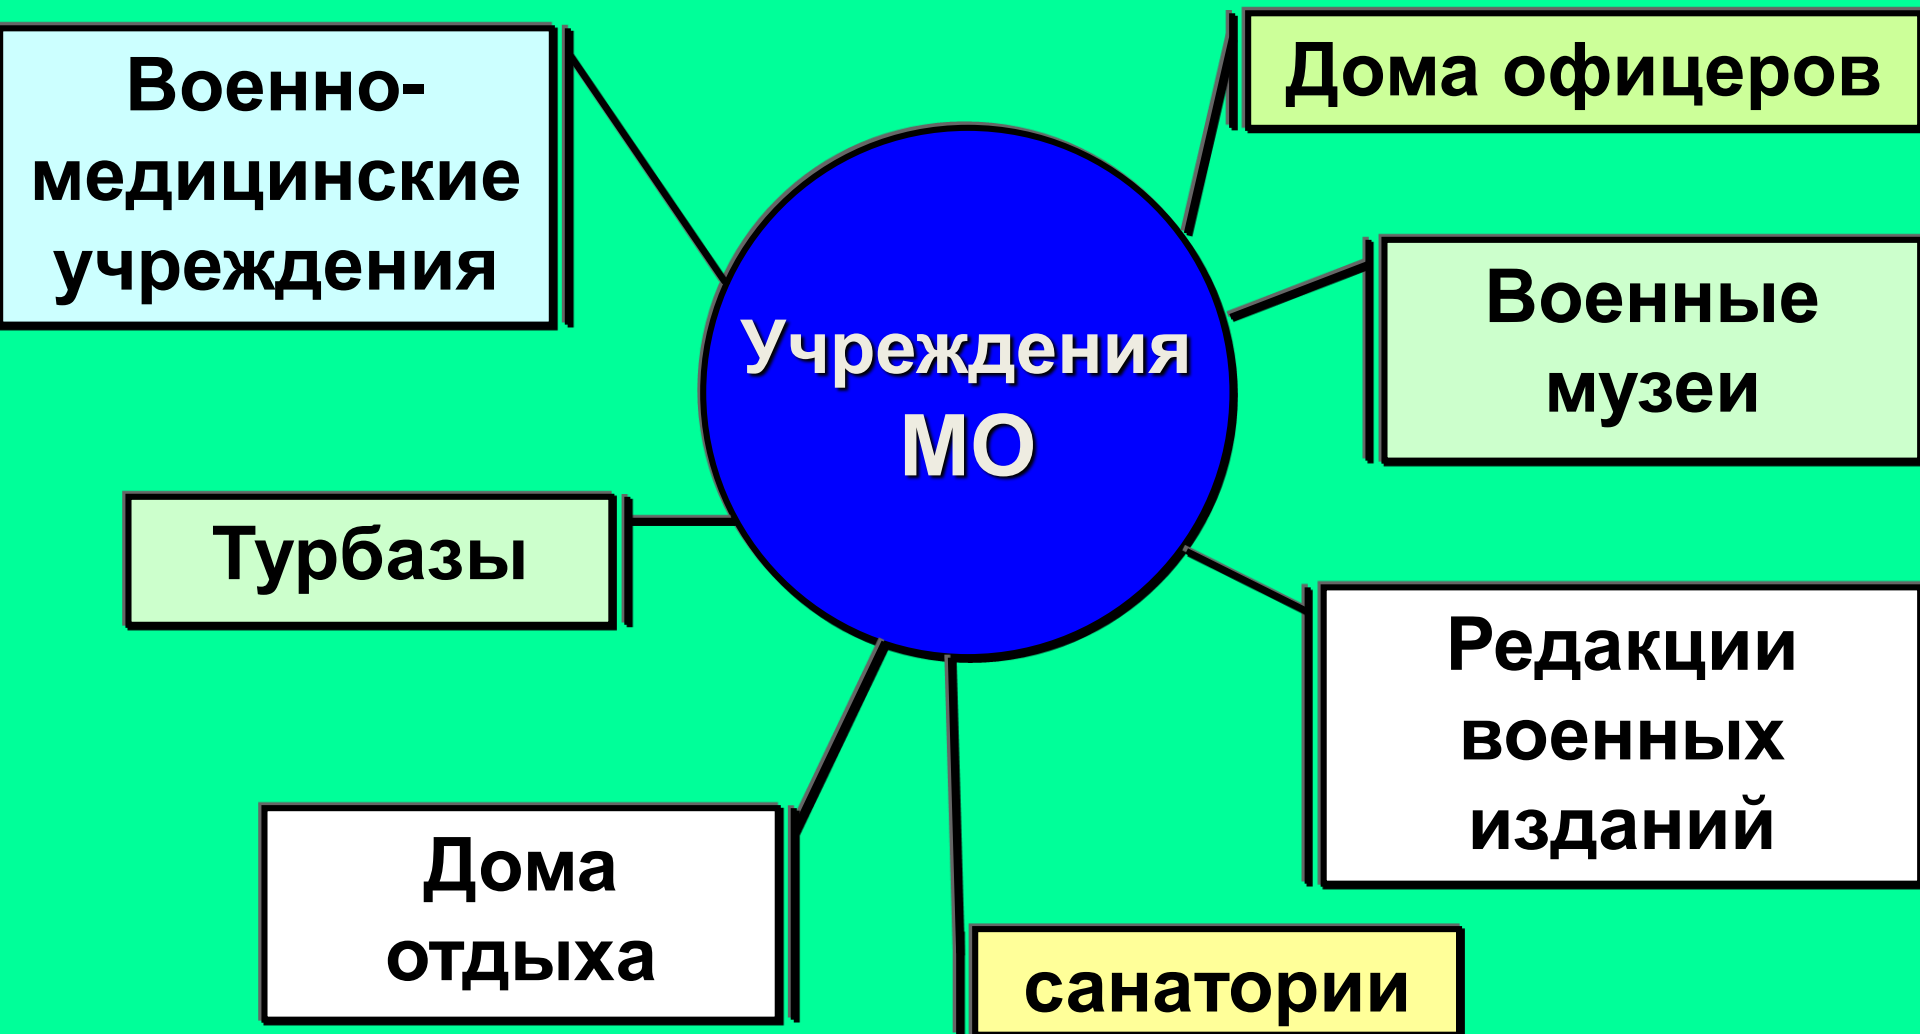 Военно-
медицинские
учреждения
Дома офицеров
Учреждения
МО
Военные
музеи
Турбазы
Редакции
военных
изданий
Дома
отдыха
санатории